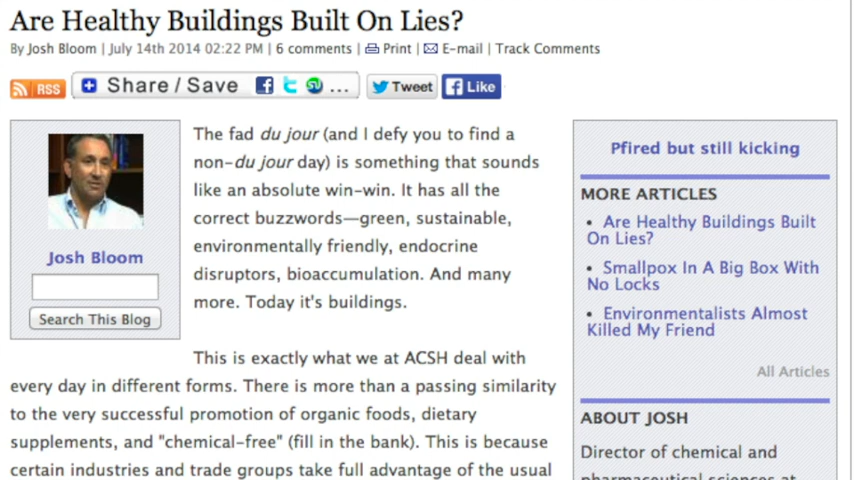 Are Healthy Buildings Built On Lies?
By Josh Bloom | July 14th 2014 02:22 PM | 6 comments | Print | E-mail | Track Comments
RSS
Share / Save ...
Tweet
Like
Josh Bloom
Search This Blog
The fad du jour (and I defy you to find a
non-du jour day) is something that sounds
like an absolute win-win. It has all the
correct buzzwords—green, sustainable,
environmentally friendly, endocrine
disruptors, bioaccumulation. And many
more. Today it's buildings.
This is exactly what we at ACSH deal with
every day in different forms. There is more than a passing similarity
to the very successful promotion of organic foods, dietary
supplements, and "chemical-free" (fill in the bank). This is because
certain industries and trade groups take full advantage of the usual
Pfired but still kicking
MORE ARTICLES
• Are Healthy Buildings Built
On Lies?
• Smallpox In A Big Box With
No Locks
• Environmentalists Almost
Killed My Friend
All Articles
ABOUT JOSH
Director of chemical and
pharmaceutical sciences at